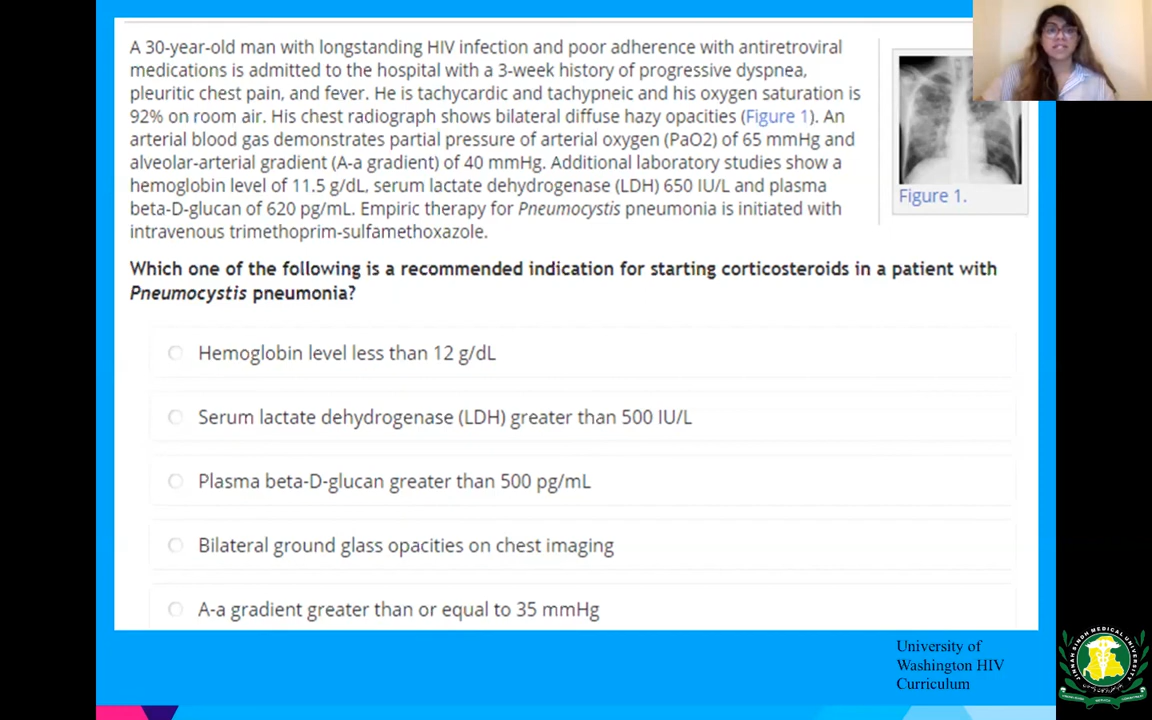 A 30-year-old man with longstanding HIV infection and poor adherence with antiretroviral
medications is admitted to the hospital with a 3-week history of progressive dyspnea,
pleuritic chest pain, and fever. He is tachycardic and tachypneic and his oxygen saturation is
92% on room air. His chest radiograph shows bilateral diffuse hazy opacities (Figure 1). An
arterial blood gas demonstrates partial pressure of arterial oxygen (PaO2) of 65 mmHg and
alveolar-arterial gradient (A-a gradient) of 40 mmHg. Additional laboratory studies show a
hemoglobin level of 11.5 g/dL, serum lactate dehydrogenase (LDH) 650 IU/L and plasma
beta-D-glucan of 620 pg/mL. Empiric therapy for Pneumocystis pneumonia is initiated with
intravenous trimethoprim-sulfamethoxazole.
Figure 1.
Which one of the following is a recommended indication for starting corticosteroids in a patient with
Pneumocystis pneumonia?
Hemoglobin level less than 12 g/dL
Serum lactate dehydrogenase (LDH) greater than 500 IU/L
Plasma beta-D-glucan greater than 500 pg/mL
Bilateral ground glass opacities on chest imaging
A-a gradient greater than or equal to 35 mmHg
University of
Washington HIV
Curriculum
JINNAH SINDH MEDICAL UNIVERSITY